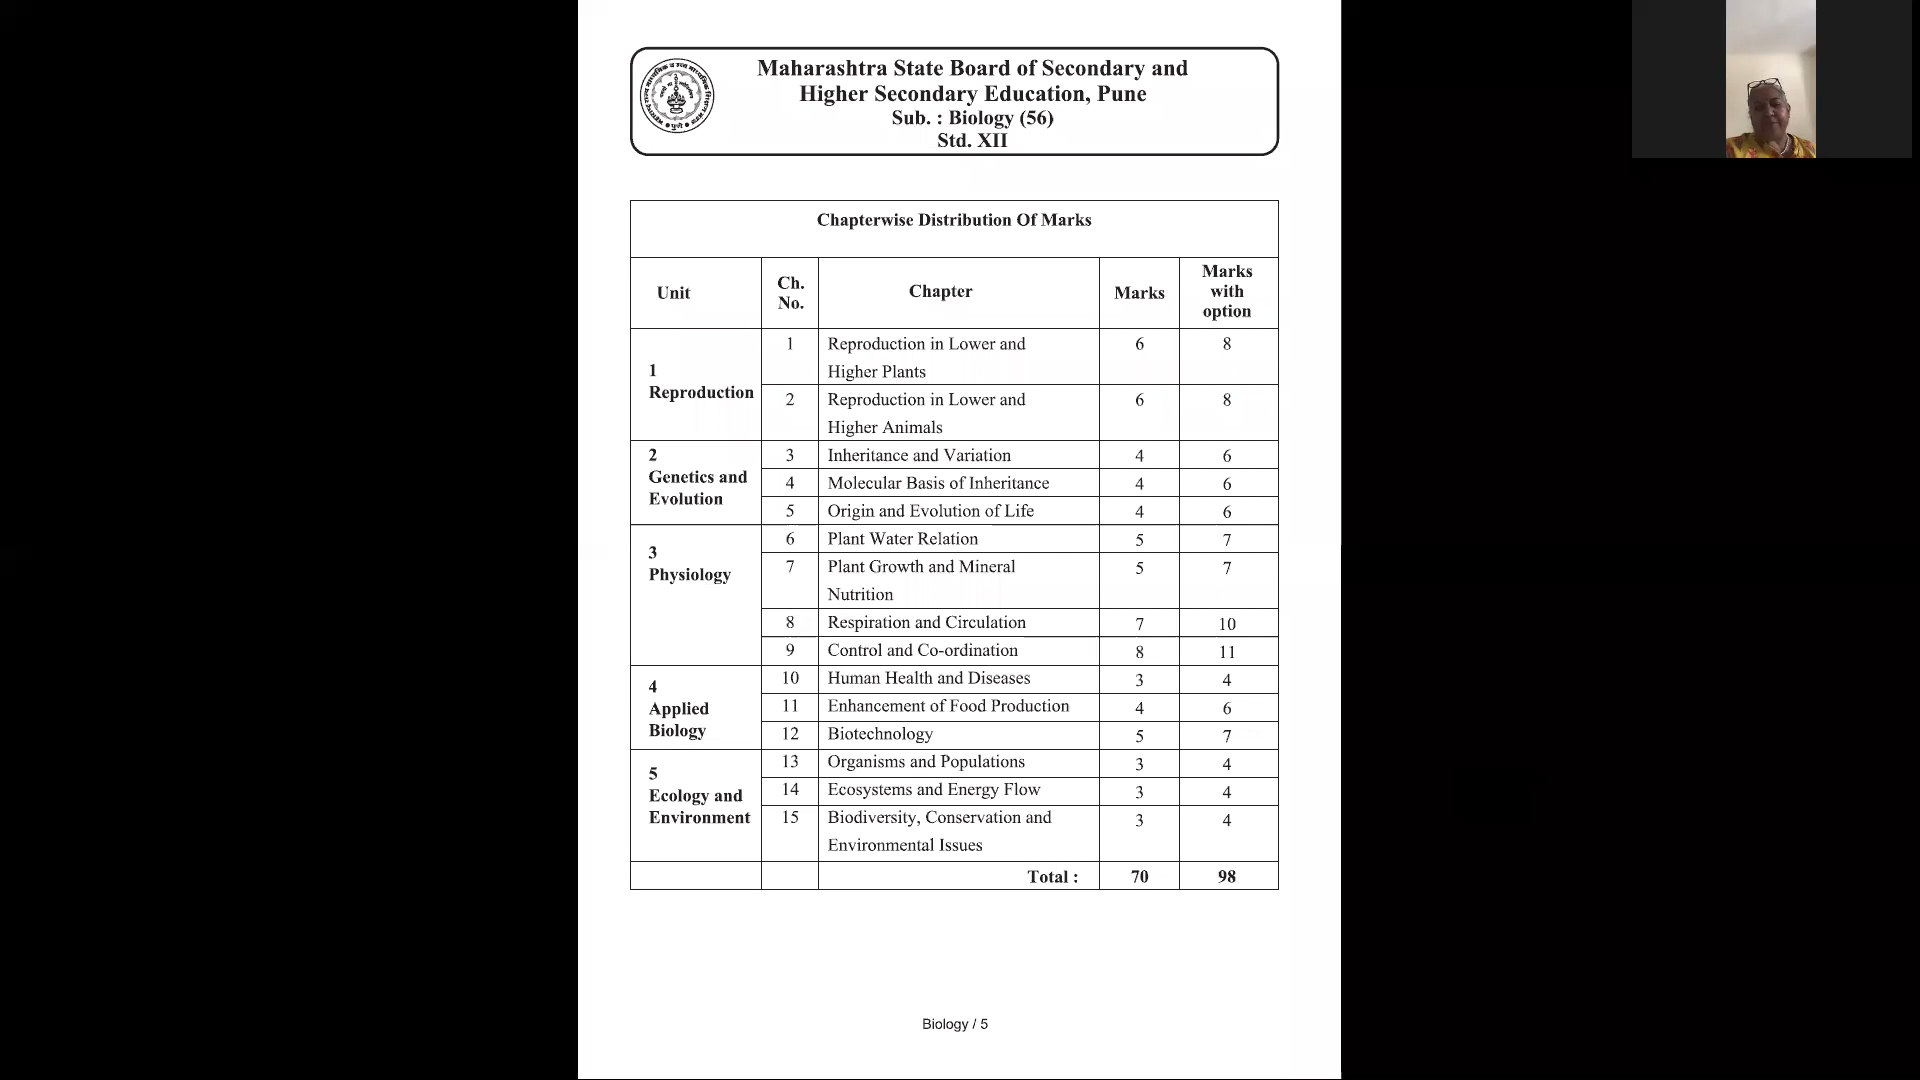 Maharashtra State Board of Secondary and
Higher Secondary Education, Pune
Sub. : Biology (56)
Std. XII
Chapterwise Distribution Of Marks
Unit Ch. No. Chapter Marks Marks with option
1 Reproduction
1 Reproduction in Lower and Higher Plants 6 8
2 Reproduction in Lower and Higher Animals 6 8
2 Genetics and Evolution
3 Inheritance and Variation 4 6
4 Molecular Basis of Inheritance 4 6
5 Origin and Evolution of Life 4 6
3 Physiology
6 Plant Water Relation 5 7
7 Plant Growth and Mineral Nutrition 5 7
8 Respiration and Circulation 7 10
9 Control and Co-ordination 8 11
4 Applied Biology
10 Human Health and Diseases 3 4
11 Enhancement of Food Production 4 6
12 Biotechnology 5 7
5 Ecology and Environment
13 Organisms and Populations 3 4
14 Ecosystems and Energy Flow 3 4
15 Biodiversity, Conservation and Environmental Issues 3 4
Total : 70 98
Biology / 5